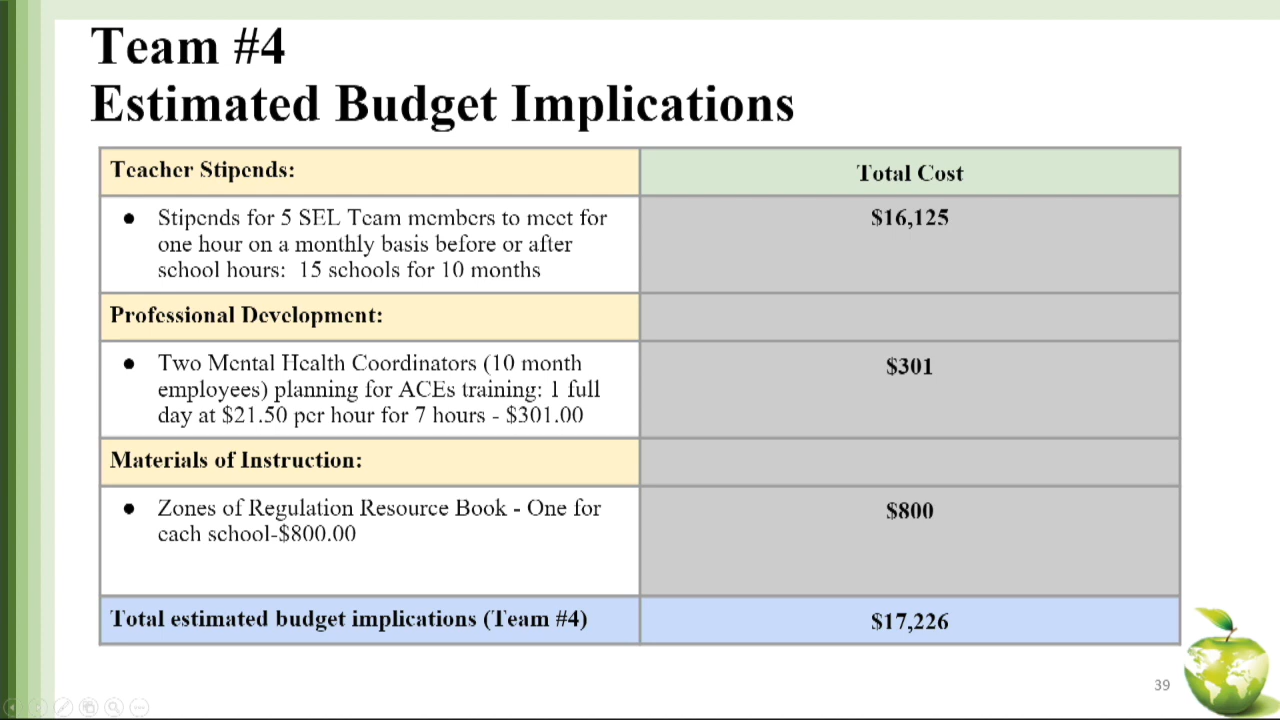 Team #4
Estimated Budget Implications
Teacher Stipends:
Total Cost
● Stipends for 5 SEL Team members to meet for
one hour on a monthly basis before or after
school hours:  15 schools for 10 months
$16,125
Professional Development:
● Two Mental Health Coordinators (10 month
employees) planning for ACEs training: 1 full
day at $21.50 per hour for 7 hours - $301.00
$301
Materials of Instruction:
● Zones of Regulation Resource Book - One for
each school-$800.00
$800
Total estimated budget implications (Team #4)
$17,226
39